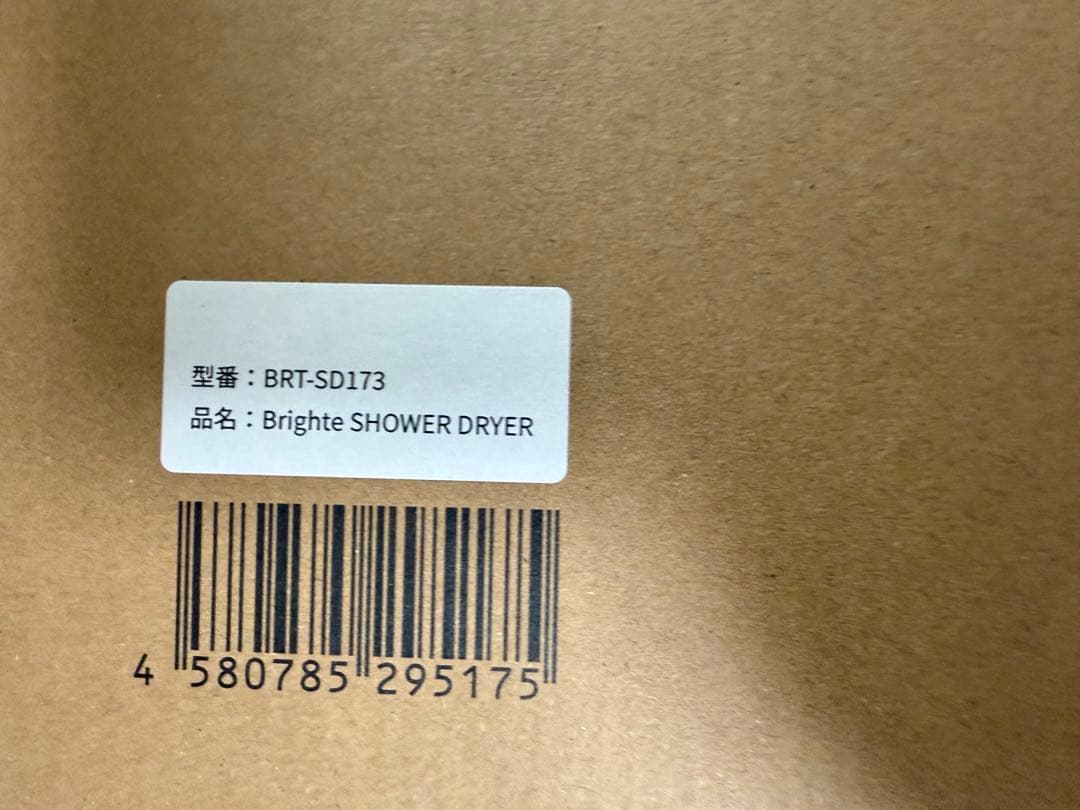 型番：BRT-SD173
品名：Brighte SHOWER DRYER
4 580785 295175